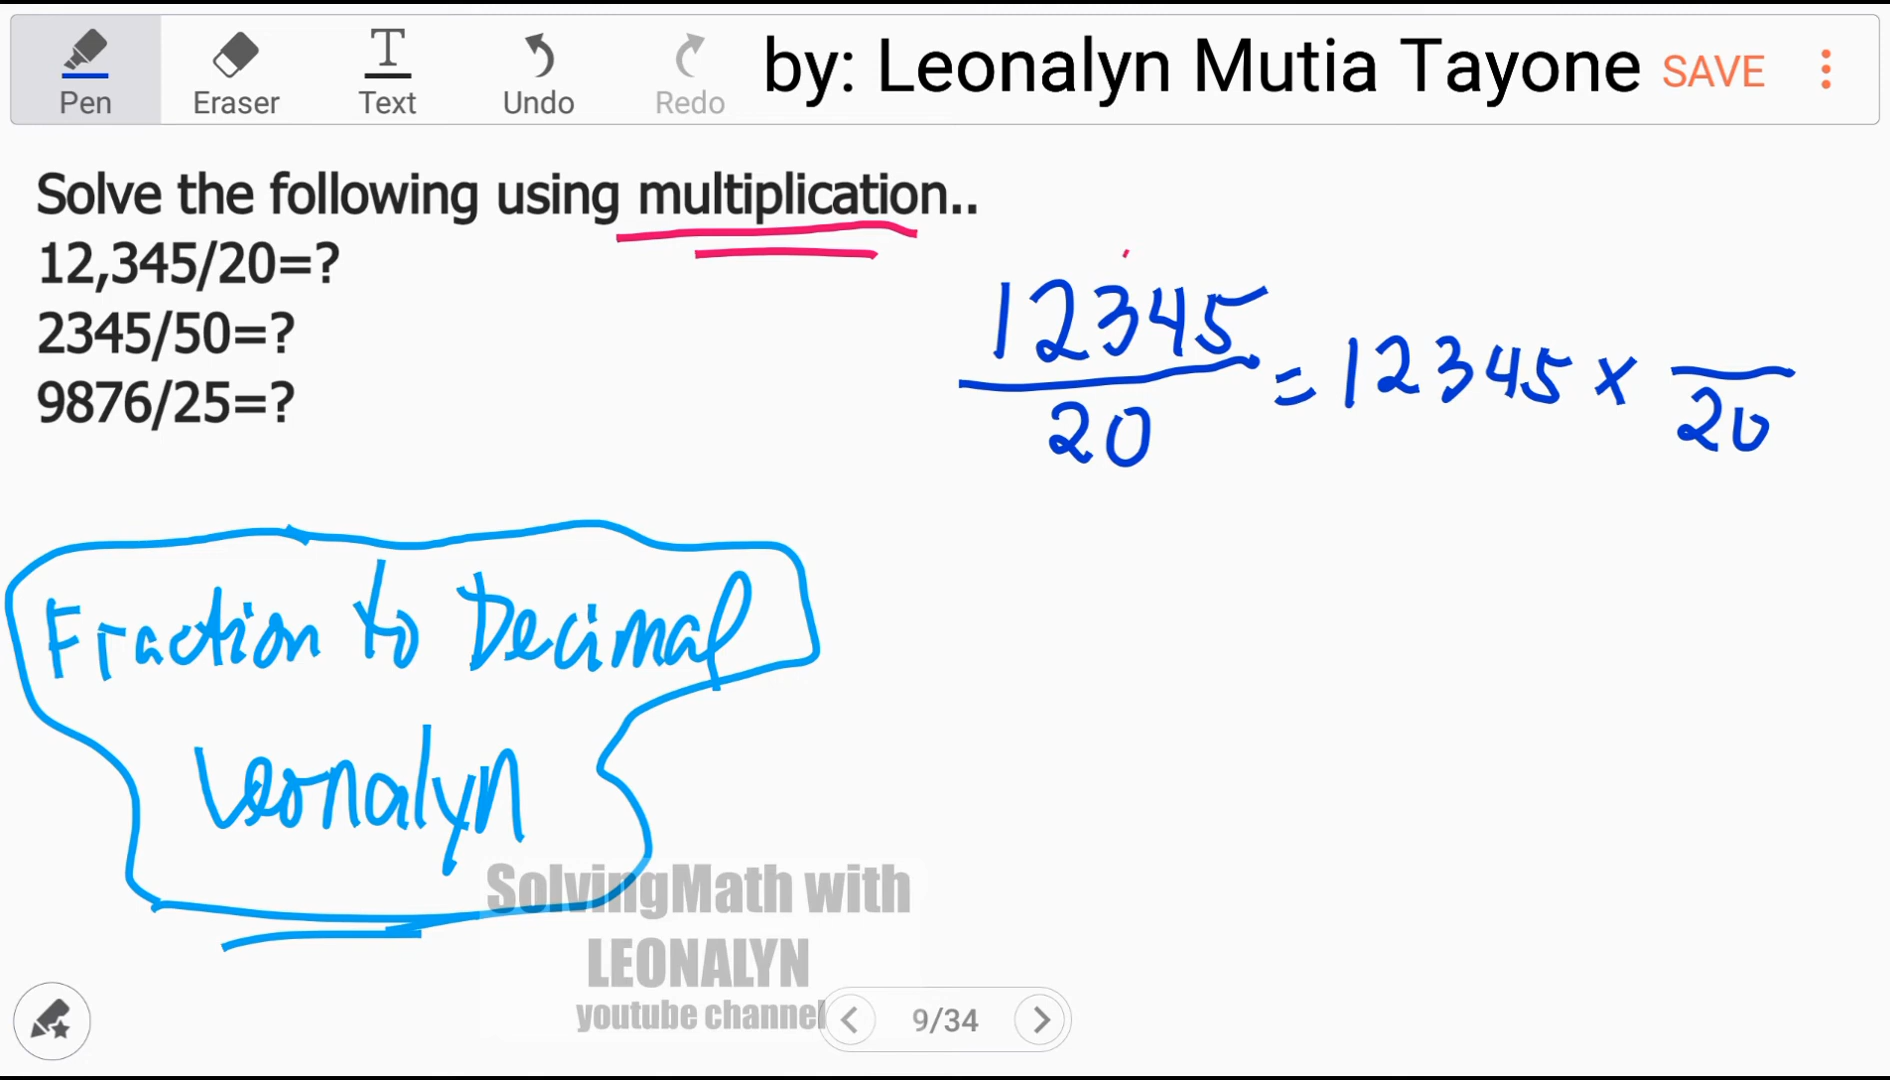 Pen
Eraser
Text
Undo
Redo
by: Leonalyn Mutia Tayone
SAVE
Solve the following using multiplication..
12,345/20=?
2345/50=?
9876/25=?
12345/20 = 12345 x /20
Fraction to Decimal
Leonalyn
SolvingMath with
LEONALYN
youtube channel
9/34